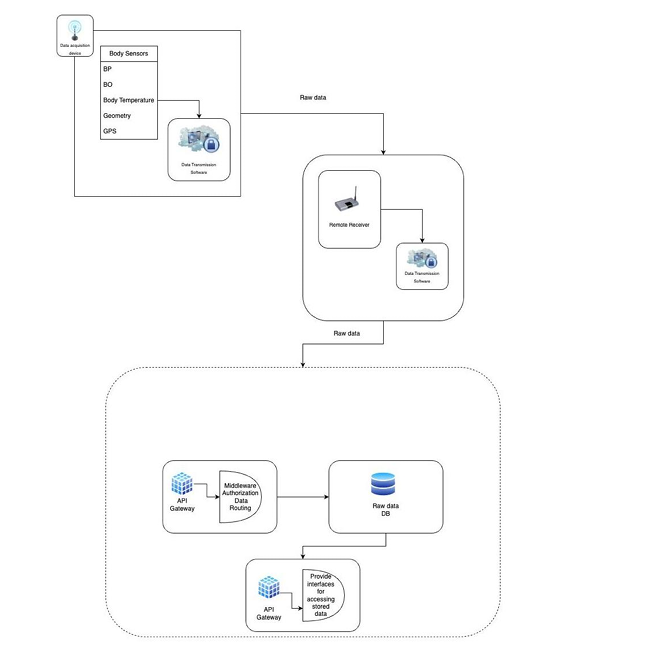 Data acquition
device
Body Sensors
BP
BO
Body Temperature
Geometry
GPS
Data Transmission
Software
Raw data
Remote Receiver
Data Transmission
Software
Raw data
API
Gateway
Middleware
Authorization
Data
Routing
Raw data
DB
API
Gateway
Provide
interfaces
for
accessing
stored
data